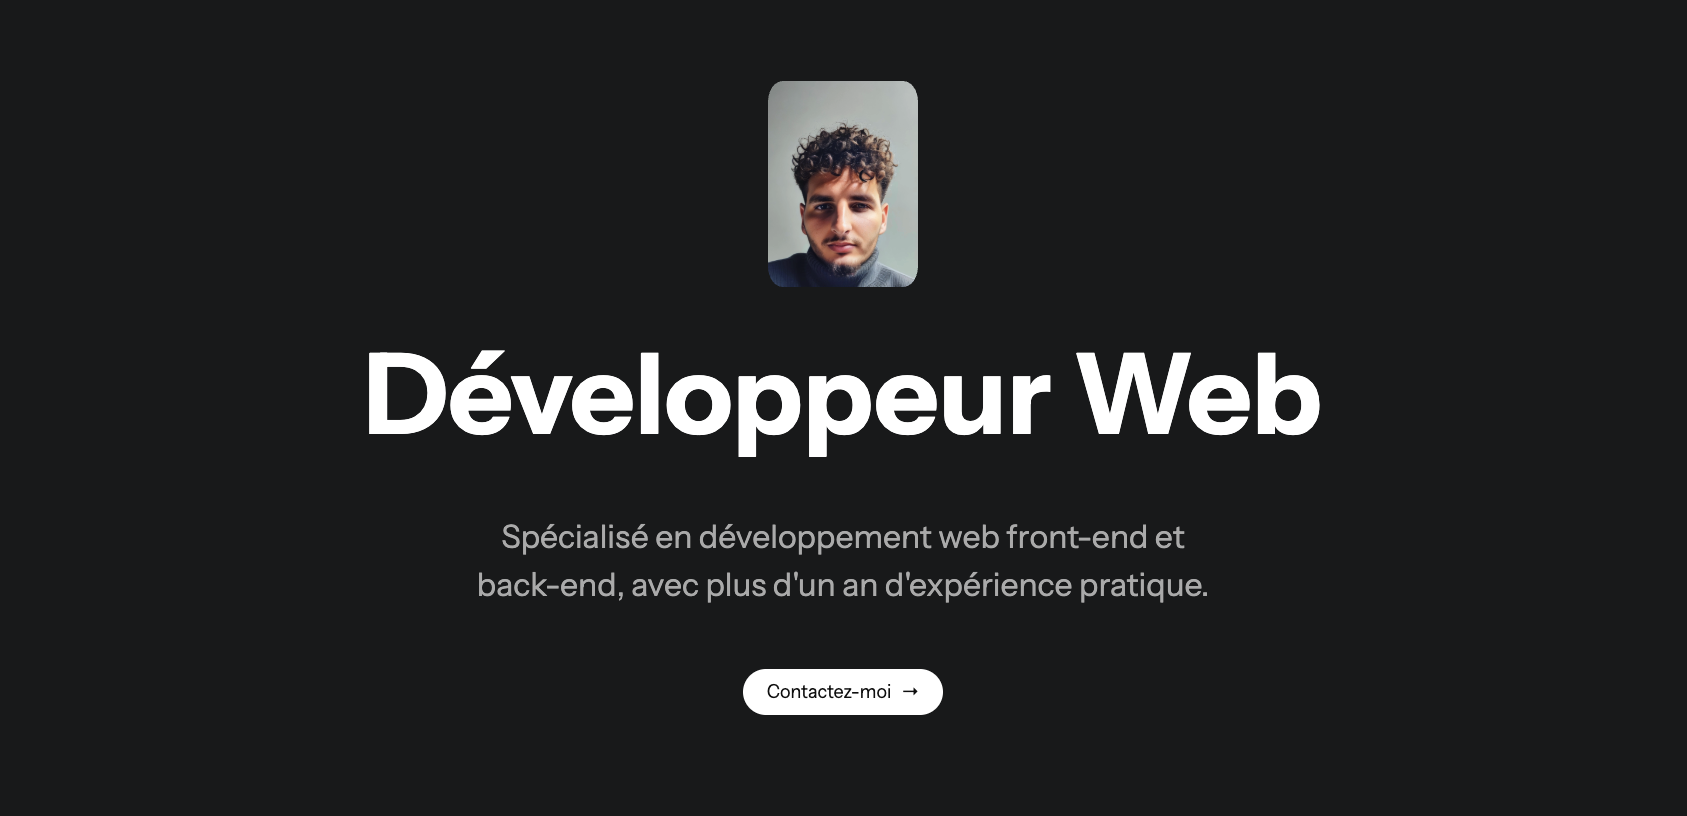 Développeur Web
Spécialisé en développement web front-end et
back-end, avec plus d'un an d'expérience pratique.
Contactez-moi →